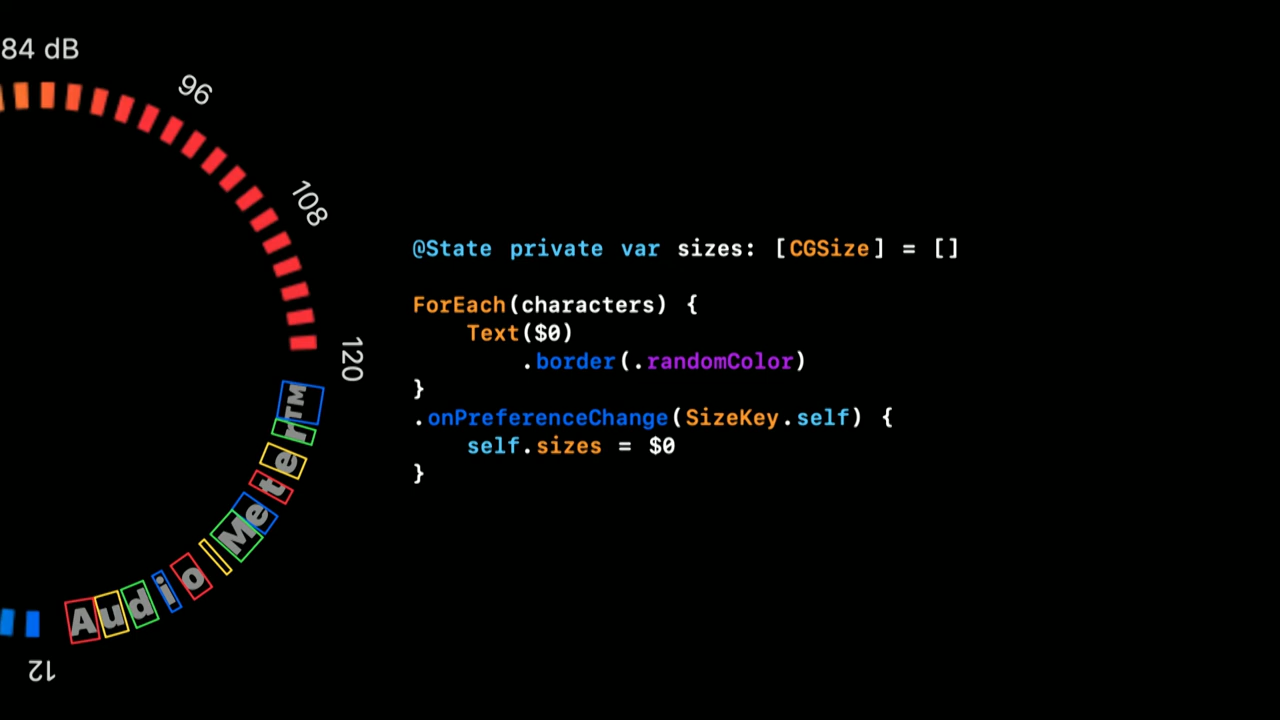 84 dB
96
108
120
Audio Meter™
12
@State private var sizes: [CGSize] = []
ForEach(characters) {
    Text($0)
        .border(.randomColor)
}
.onPreferenceChange(SizeKey.self) {
    self.sizes = $0
}